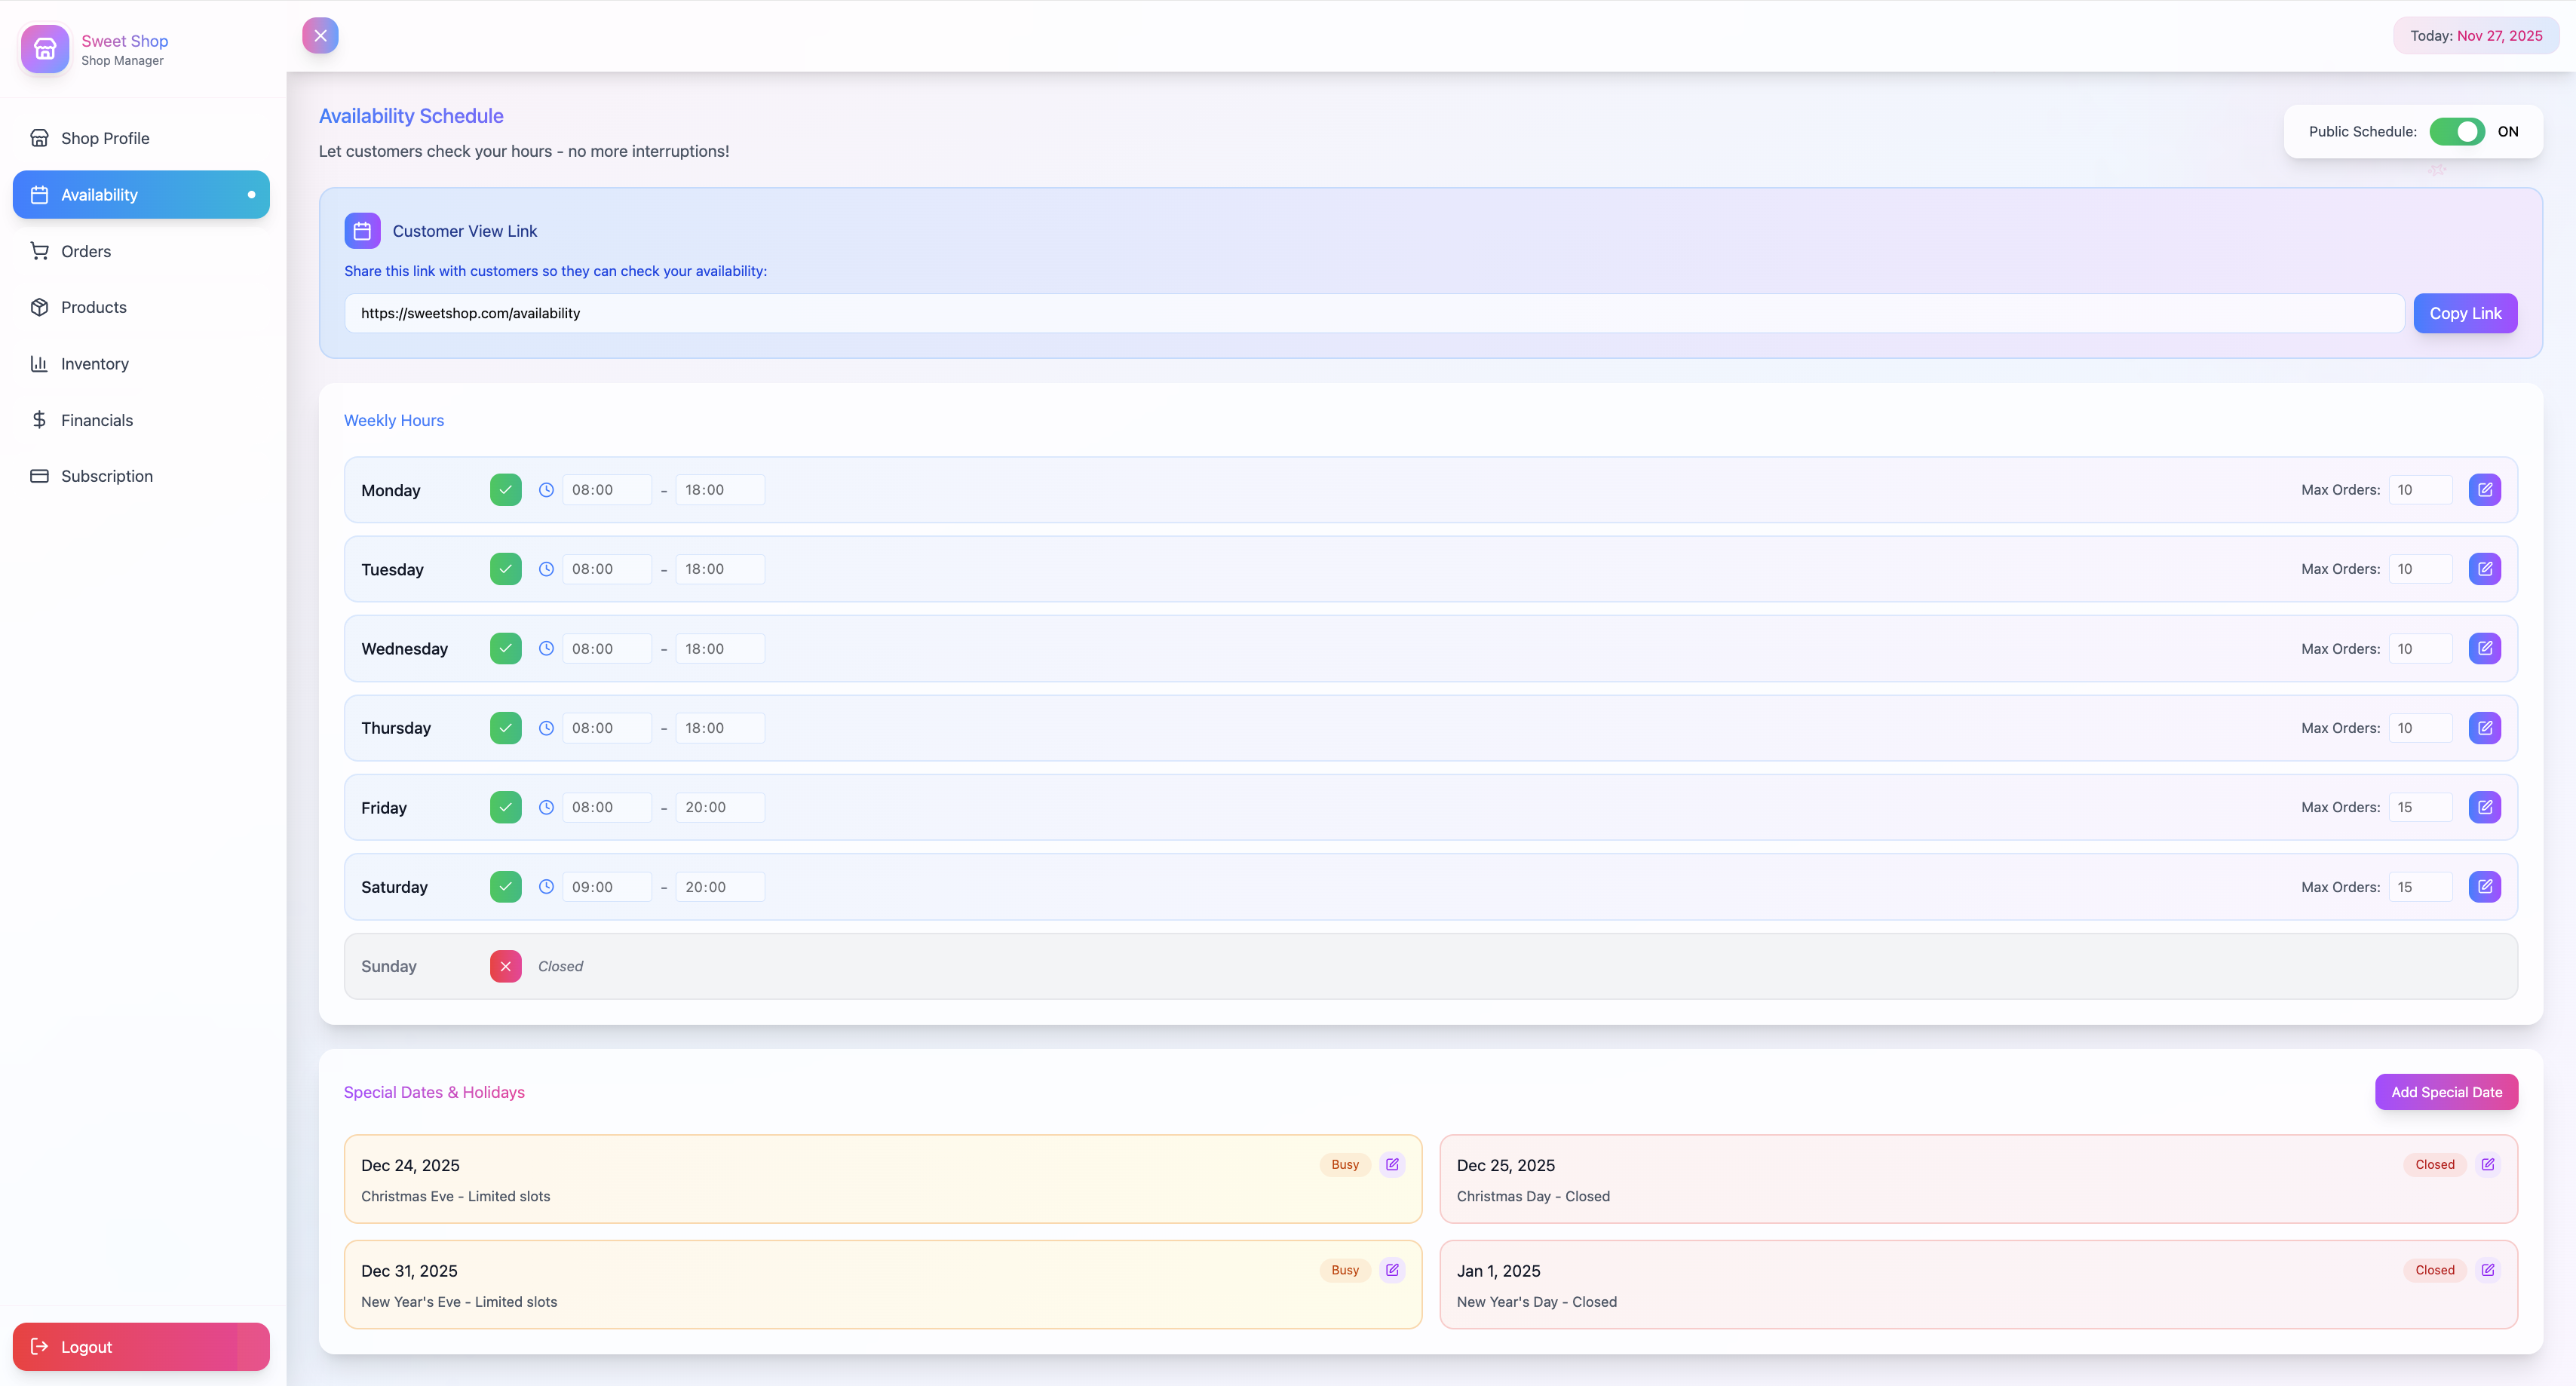 Sweet Shop
Shop Manager
Today: Nov 27, 2025
Shop Profile
Availability
Orders
Products
Inventory
Financials
Subscription
Logout
Availability Schedule
Let customers check your hours - no more interruptions!
Public Schedule: ON
Customer View Link
Share this link with customers so they can check your availability:
https://sweetshop.com/availability
Copy Link
Weekly Hours
Monday 08:00 - 18:00 Max Orders: 10
Tuesday 08:00 - 18:00 Max Orders: 10
Wednesday 08:00 - 18:00 Max Orders: 10
Thursday 08:00 - 18:00 Max Orders: 10
Friday 08:00 - 20:00 Max Orders: 15
Saturday 09:00 - 20:00 Max Orders: 15
Sunday Closed
Special Dates & Holidays
Add Special Date
Dec 24, 2025 Busy
Christmas Eve - Limited slots
Dec 25, 2025 Closed
Christmas Day - Closed
Dec 31, 2025 Busy
New Year's Eve - Limited slots
Jan 1, 2025 Closed
New Year's Day - Closed